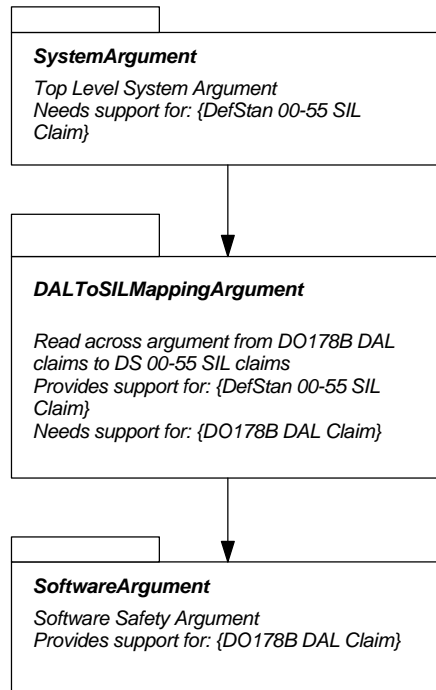 SystemArgument
Top Level System Argument
Needs support for: {DefStan 00-55 SIL
Claim}
DALToSILMappingArgument
Read across argument from DO178B DAL
claims to DS 00-55 SIL claims
Provides support for: {DefStan 00-55 SIL
Claim}
Needs support for: {DO178B DAL Claim}
SoftwareArgument
Software Safety Argument
Provides support for: {DO178B DAL Claim}